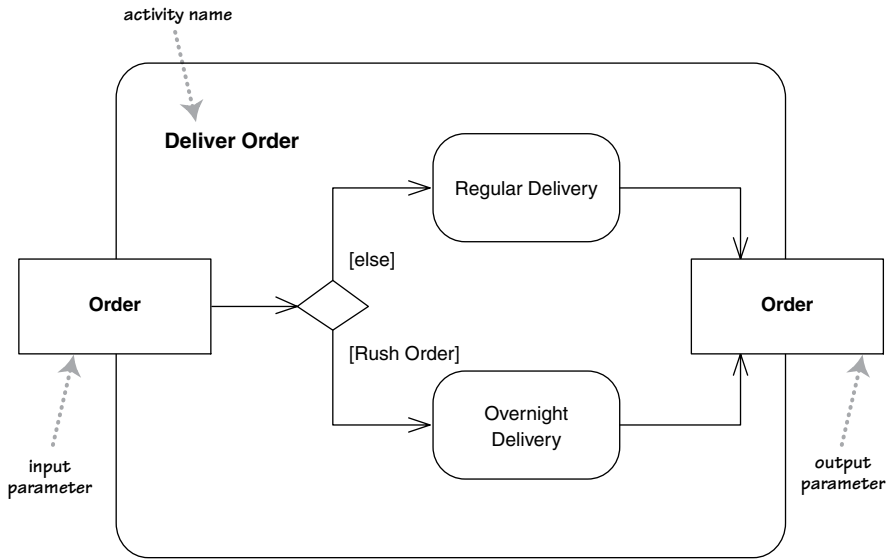 activity name
Deliver Order
Regular Delivery
[else]
Order
Order
[Rush Order]
Overnight
Delivery
input
parameter
output
parameter